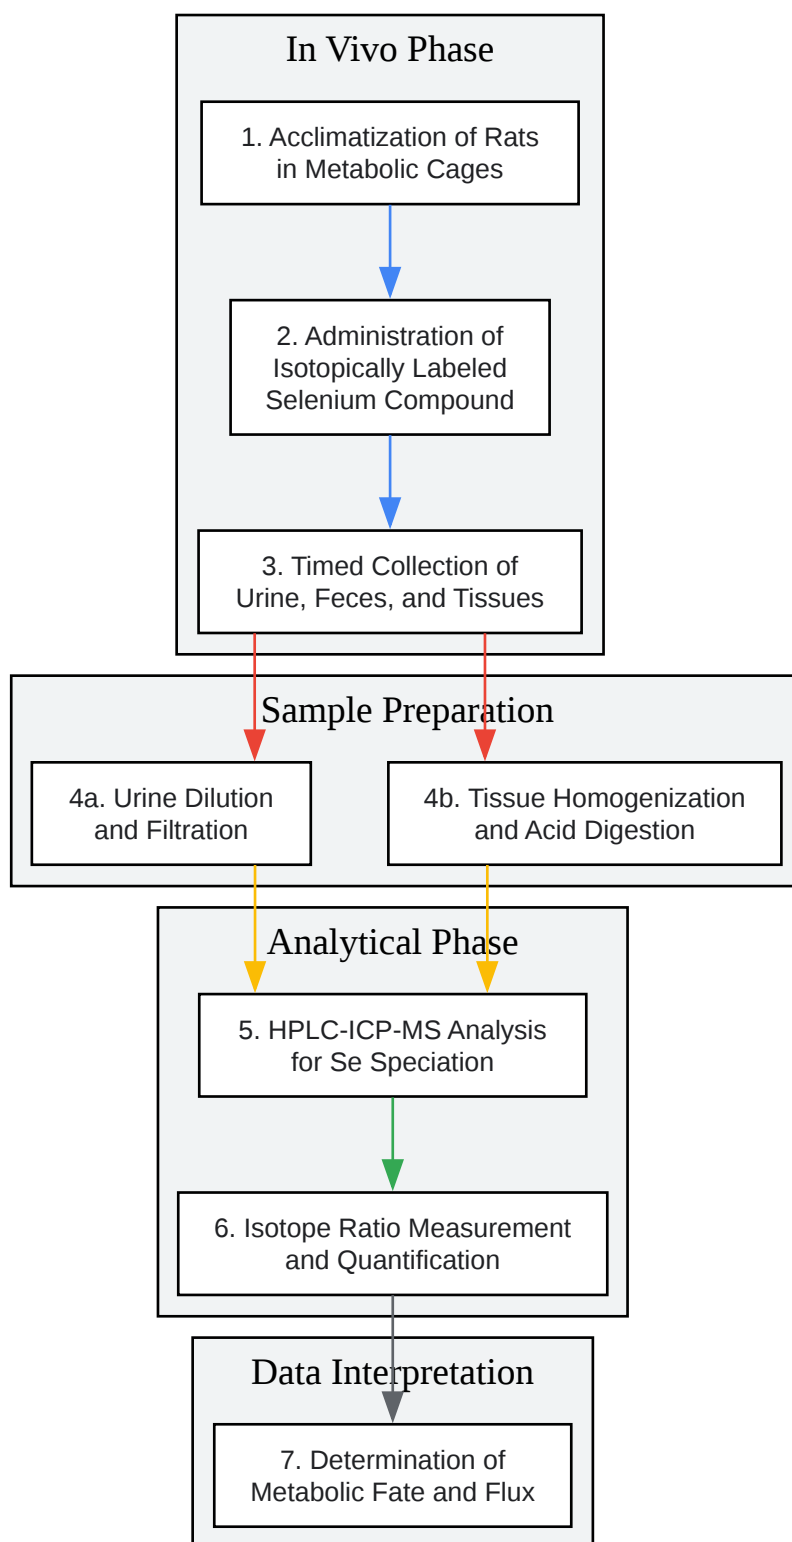 In Vivo Phase
1. Acclimatization of Rats
in Metabolic Cages
2. Administration of
Isotopically Labeled
Selenium Compound
3. Timed Collection of
Urine, Feces, and Tissues
Sample Preparation
4a. Urine Dilution
and Filtration
4b. Tissue Homogenization
and Acid Digestion
Analytical Phase
5. HPLC-ICP-MS Analysis
for Se Speciation
6. Isotope Ratio Measurement
and Quantification
Data Interpretation
7. Determination of
Metabolic Fate and Flux